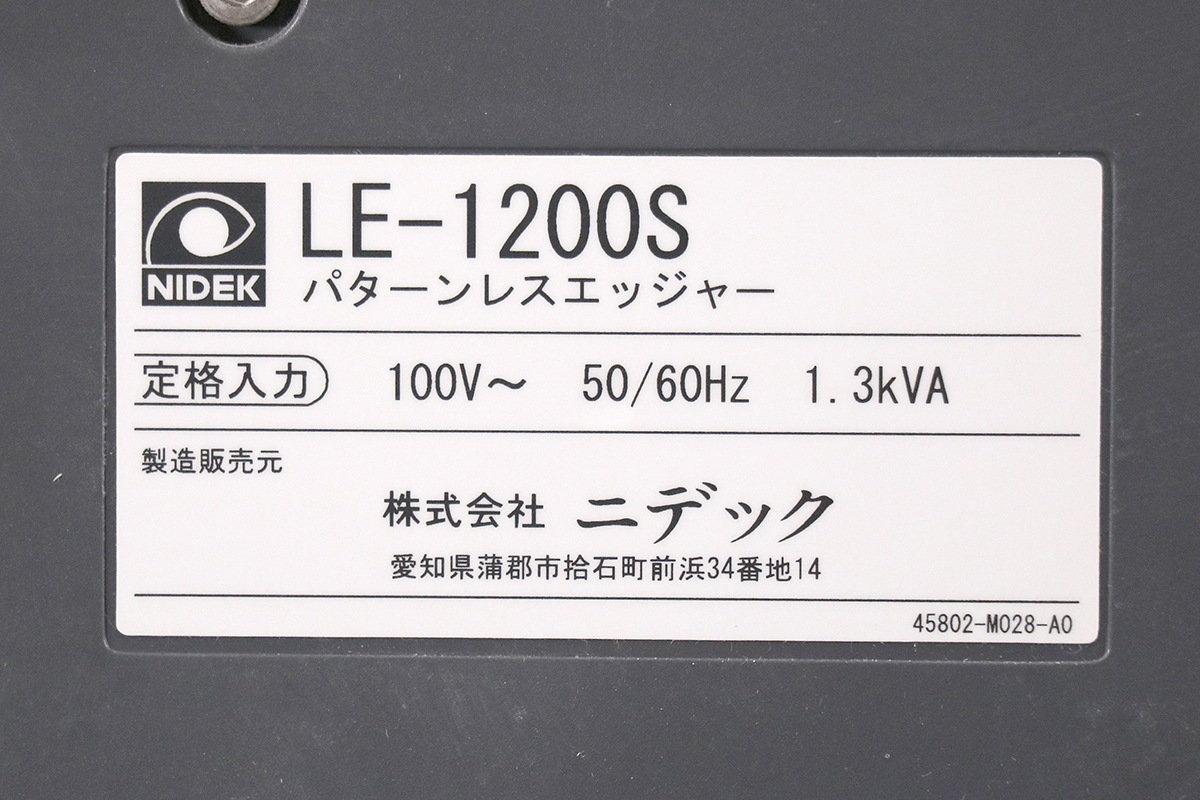 NIDEK
LE-1200S
パターンレスエッジャー
定格入力 100V～ 50/60Hz 1.3kVA
製造販売元
株式会社 ニデック
愛知県蒲郡市拾石町前浜34番地14
45802-M028-A0